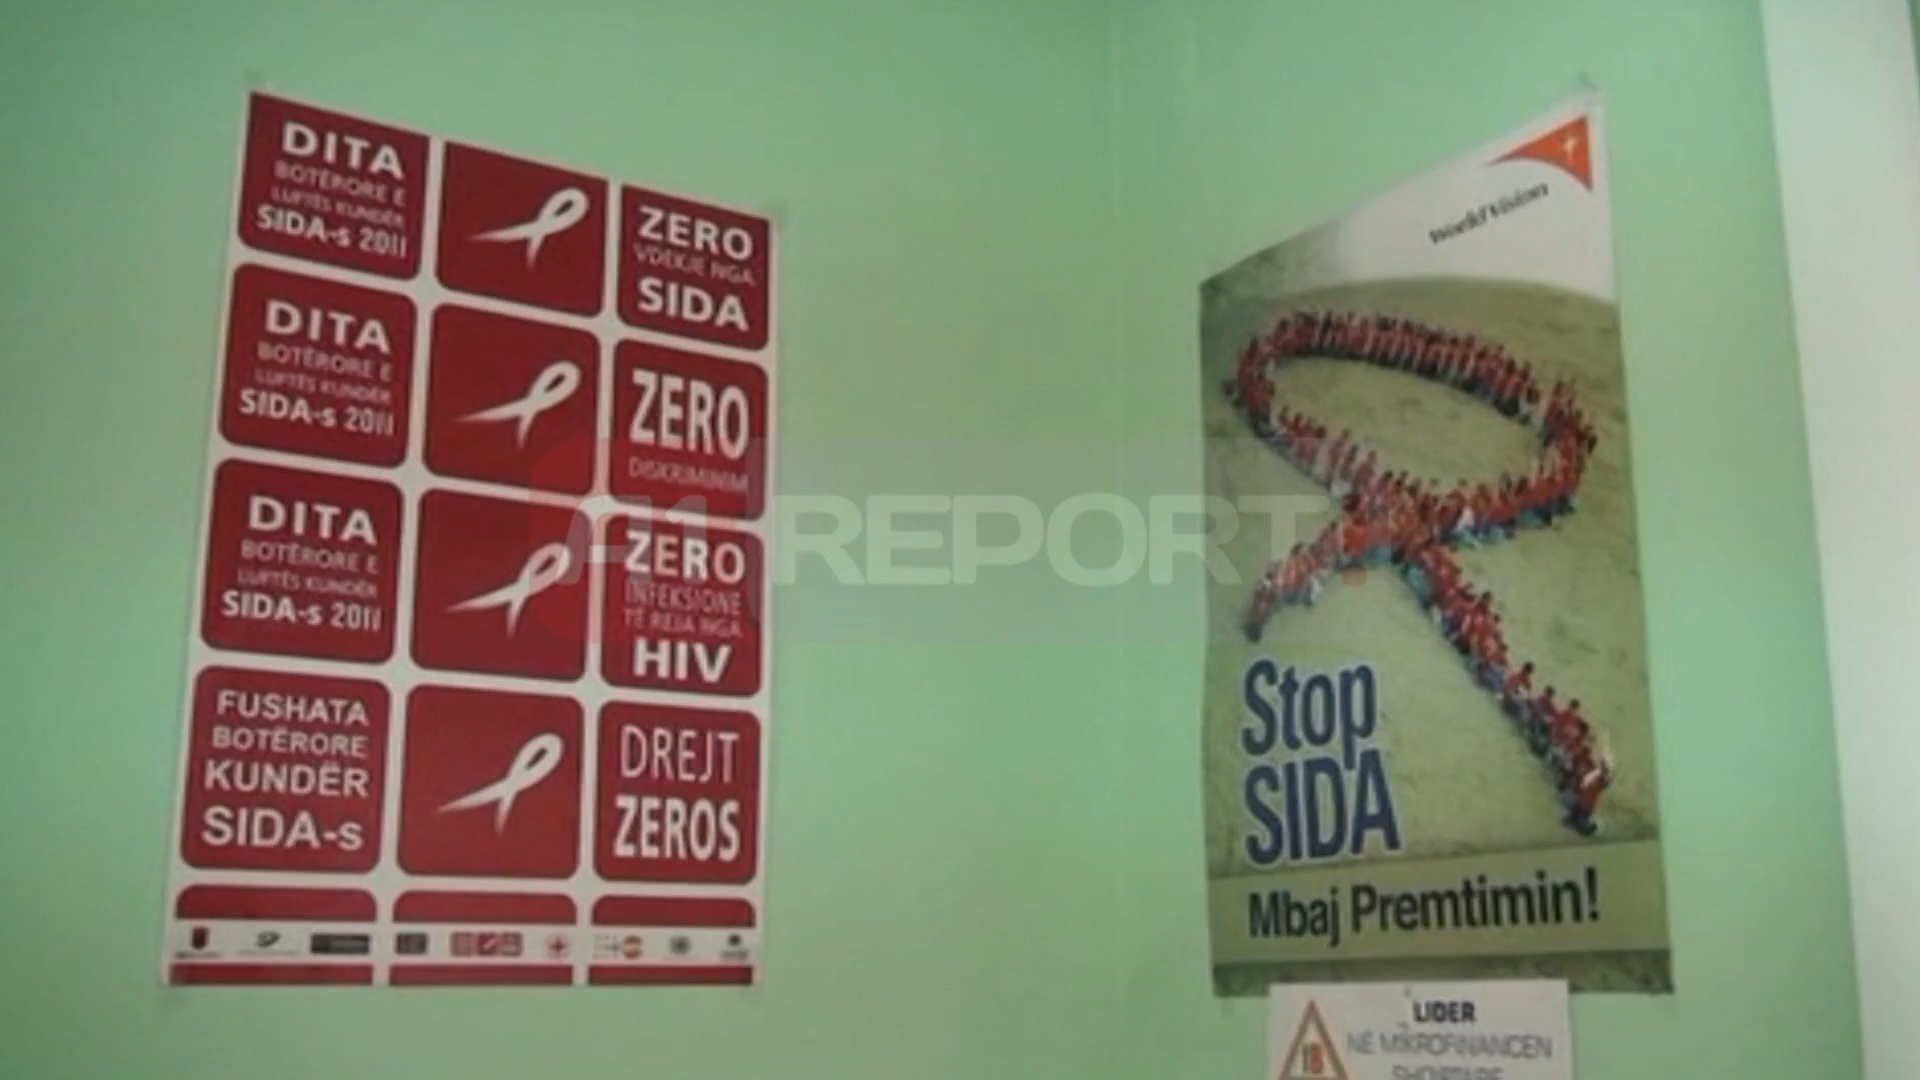 DITA
BOTËRORE E
LUFTËS KUNDËR
SIDA-s 2011
ZERO
VDEKJE NGA
SIDA
DITA
BOTËRORE E
LUFTËS KUNDËR
SIDA-s 2011
ZERO
DISKRIMINIM
DITA
BOTËRORE E
LUFTËS KUNDËR
SIDA-s 2011
ZERO
INFEKSIONE
TË REJA NGA
HIV
FUSHATA
BOTËRORE
KUNDËR
SIDA-s
DREJT
ZEROS
World Vision
Stop
SIDA
Mbaj Premtimin!
LIDER
NË MIKROFINANCEN
SHQIPTARE
A1 REPORT